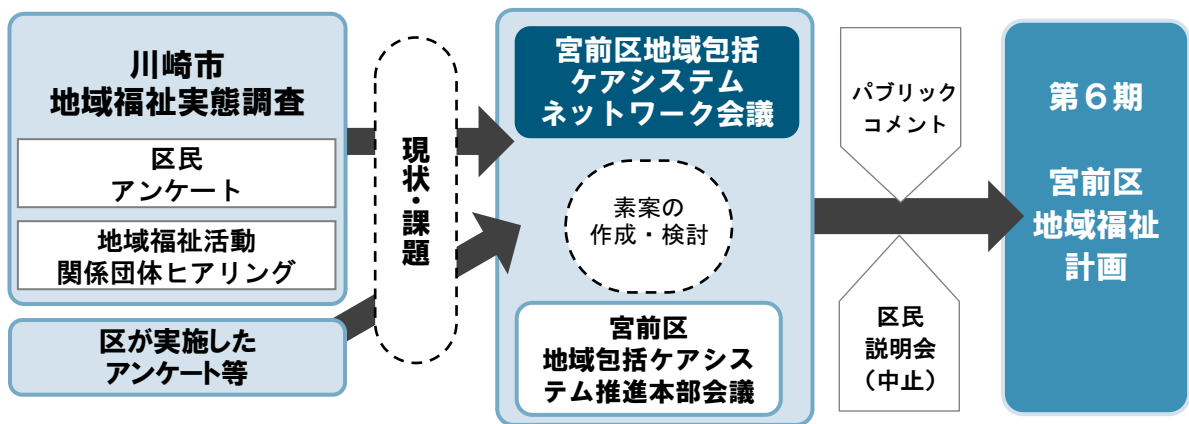 川崎市
地域福祉実態調査
区民
アンケート
地域福祉活動
関係団体ヒアリング
区が実施した
アンケート等
現状・課題
宮前区地域包括
ケアシステム
ネットワーク会議
素案の
作成・検討
宮前区
地域包括ケアシス
テム推進本部会議
パブリック
コメント
区民
説明会
（中止）
第６期
宮前区
地域福祉
計画